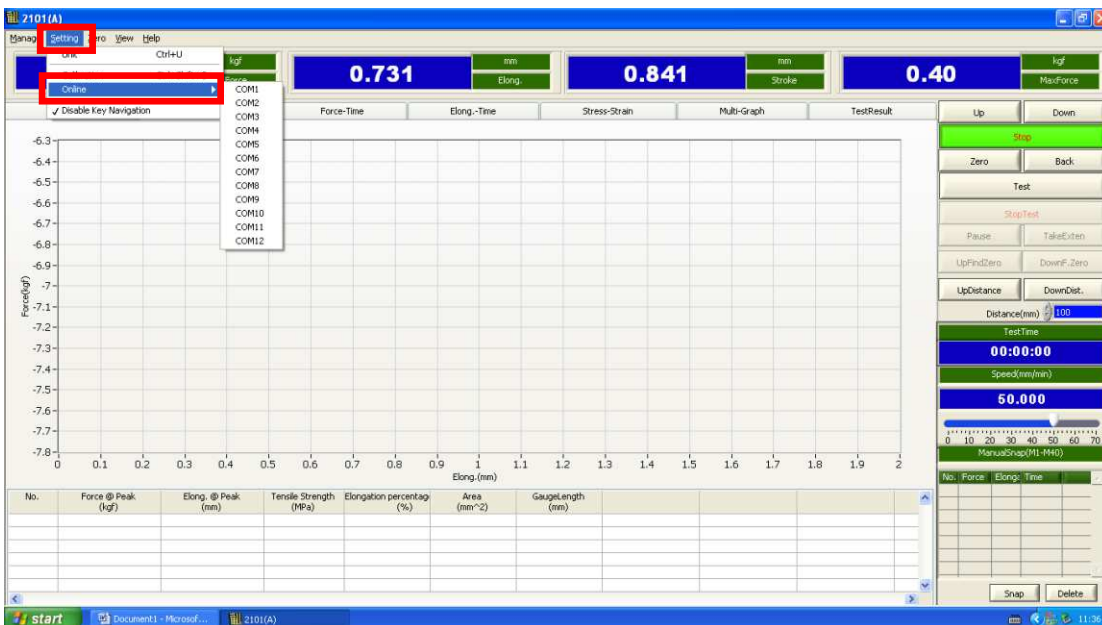 2101(A)
Setting View Help
Unit Ctrl+U
Online
✓ Disable Key Navigation
COM1
COM2
COM3
COM4
COM5
COM6
COM7
COM8
COM9
COM10
COM11
COM12
kgf
0.731 mm Elong.
0.841 mm Stroke
0.40 kgf MaxForce
Force-Time Elong.-Time Stress-Strain Multi-Graph TestResult
Up Down
Stop
Zero Back
Test
StopTest
Pause TakeExten
UpFindZero DownF.Zero
UpDistance DownDist.
Distance(mm) 100
TestTime
00:00:00
Speed(mm/min)
50.000
0 10 20 30 40 50 60 70
ManualSnap(M1-M40)
No. Force Time
Snap Delete
Force(kgf)
-6.3
-6.4
-6.5
-6.6
-6.7
-6.8
-6.9
-7
-7.1
-7.2
-7.3
-7.4
-7.5
-7.6
-7.7
-7.8
0 0.1 0.2 0.3 0.4 0.5 0.6 0.7 0.8 0.9 1 1.1 1.2 1.3 1.4 1.5 1.6 1.7 1.8 1.9 2
Elong.(mm)
No. Force @ Peak Elong. @ Peak Tensile Strength Elongation percentag Area GaugeLength
(kgf) (mm) (MPa) (%) (mm^2) (mm)
start Document1 - Microsof... 2101(A) 11:36